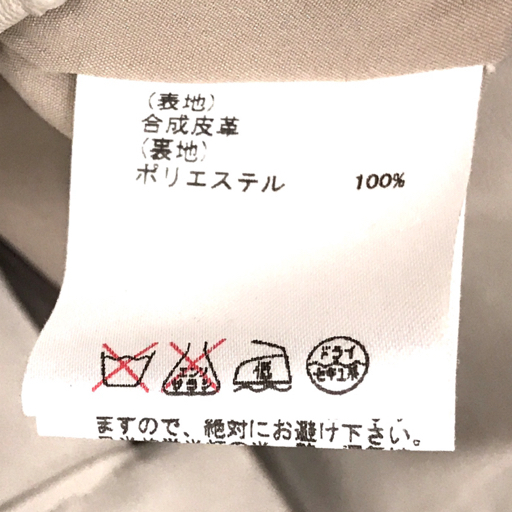 (表地)
合成皮革
(裏地)
ポリエステル 100%
エンソ
サラシ
低
ドライ
セキユ系
ますので、絶対にお避け下さい。